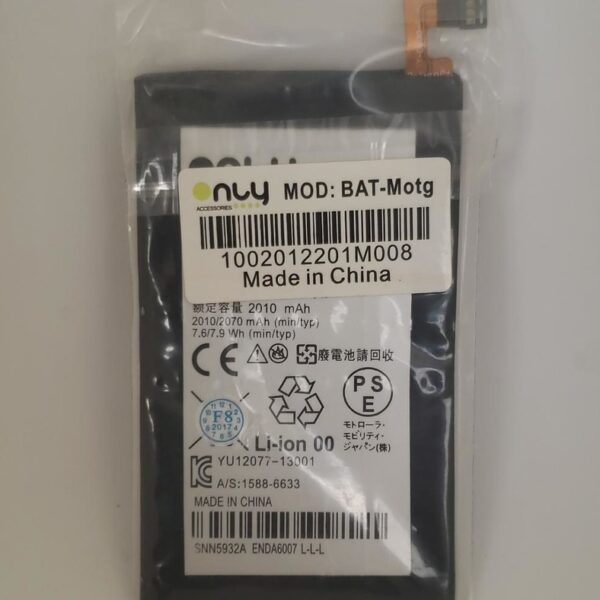 Only MOD: BAT-Motg
ACCESSORIES
1002012201M008
Made in China
額定容量 2010 mAh
2010/2070 mAh (min/typ)
7.6/7.9 Wh (min/typ)
CE 廢電池請回收
PS
E
F8
2017
モトローラ・
モビリティ・
ジャパン(株)
Li-ion 00
YU12077-13001
A/S:1588-6633
MADE IN CHINA
SNN5932A ENDA6007 L-L-L